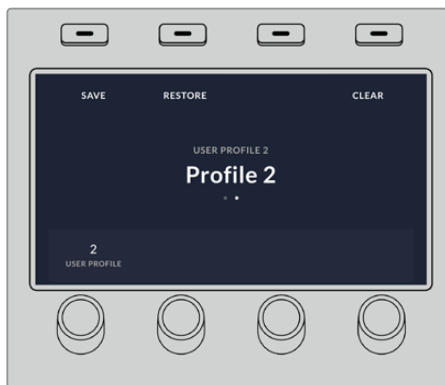 SAVE RESTORE CLEAR
USER PROFILE 2
Profile 2
2
USER PROFILE